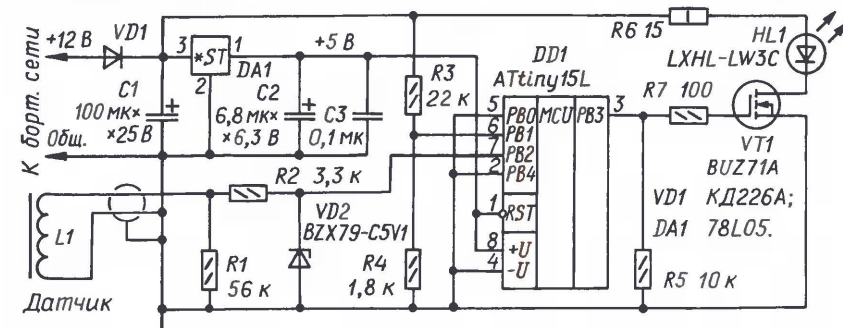 +12 В
VD1
3
*ST
1
2
DA1
+5 В
R6 15
HL1
LXHL-LW3C
DD1
ATtiny15L
R3
22 к
R7 100
C1
100 мк×
×25 В
C2
6,8 мк×
×6,3 В
C3
0,1 мк
5
PB0
MCU
PB3
3
6
PB1
7
PB2
2
PB4
1
RST
8
+U
4
-U
VT1
BUZ71A
К борт. сети
Общ.
R2 3,3 к
VD2
BZX79-C5V1
VD1 КД226А;
DA1 78L05.
L1
R1
56 к
R4
1,8 к
R5 10 к
Датчик